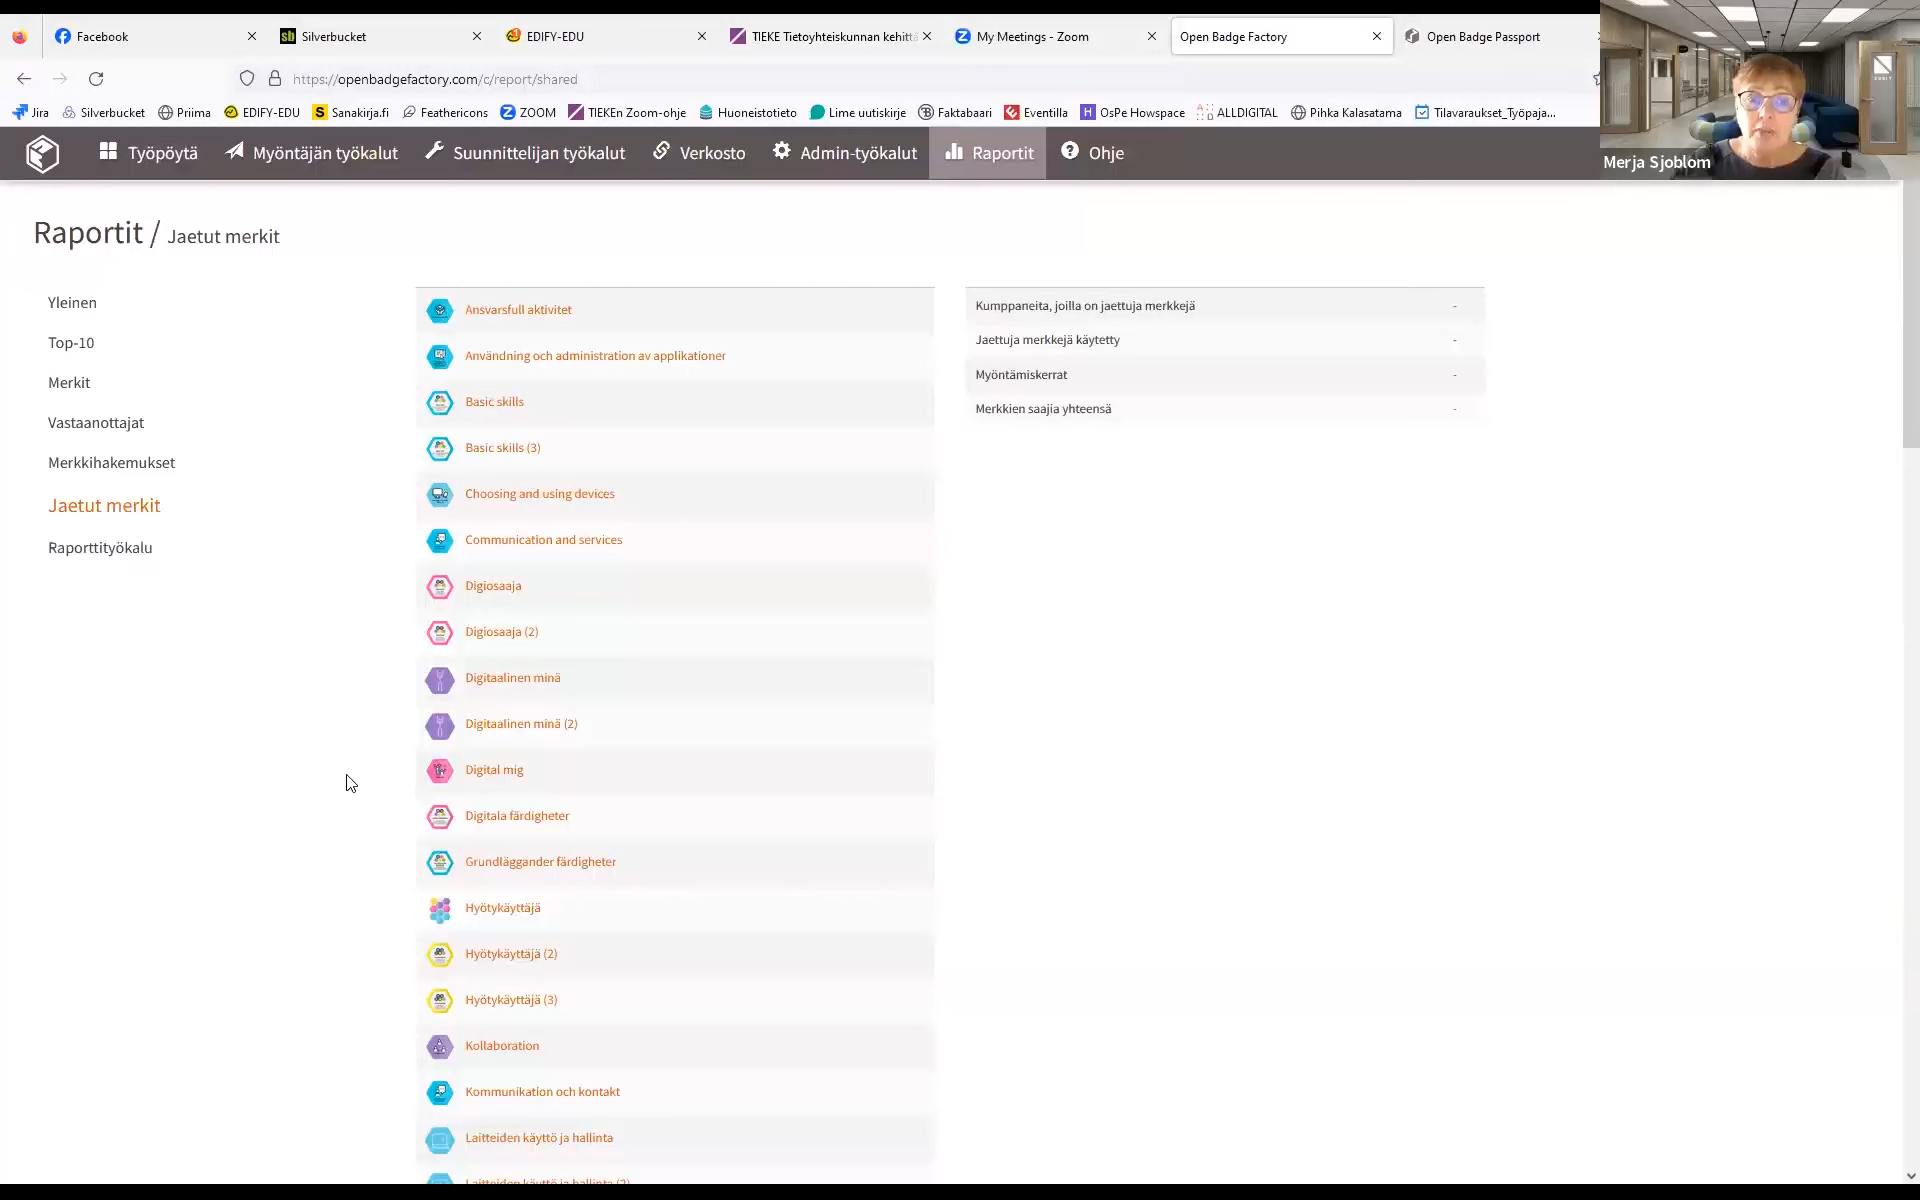 Facebook
Silverbucket
EDIFY-EDU
TIEKE Tietoyhteiskunnan kehittä
My Meetings - Zoom
Open Badge Factory
Open Badge Passport
https://openbadgefactory.com/c/report/shared
Jira
Silverbucket
Priima
EDIFY-EDU
Sanakirja.fi
Feathericons
ZOOM
TIEKEn Zoom-ohje
Huoneistotieto
Lime uutiskirje
Faktabaari
Eventilla
OsPe Howspace
ALLDIGITAL
Pihka Kalasatama
Tilavaraukset_Työpaja...
Työpöytä
Myöntäjän työkalut
Suunnittelijan työkalut
Verkosto
Admin-työkalut
Raportit
Ohje
Merja Sjoblom
Raportit / Jaetut merkit
Yleinen
Top-10
Merkit
Vastaanottajat
Merkkihakemukset
Jaetut merkit
Raporttityökalu
Ansvarsfull aktivitet
Användning och administration av applikationer
Basic skills
Basic skills (3)
Choosing and using devices
Communication and services
Digiosaaja
Digiosaaja (2)
Digitaalinen minä
Digitaalinen minä (2)
Digital mig
Digitala färdigheter
Grundläggander färdigheter
Hyötykäyttäjä
Hyötykäyttäjä (2)
Hyötykäyttäjä (3)
Kollaboration
Kommunikation och kontakt
Laitteiden käyttö ja hallinta
Laitteiden käyttö ja hallinta (2)
Kumppaneita, joilla on jaettuja merkkejä -
Jaettuja merkkejä käytetty -
Myöntämiskerrat -
Merkkien saajia yhteensä -